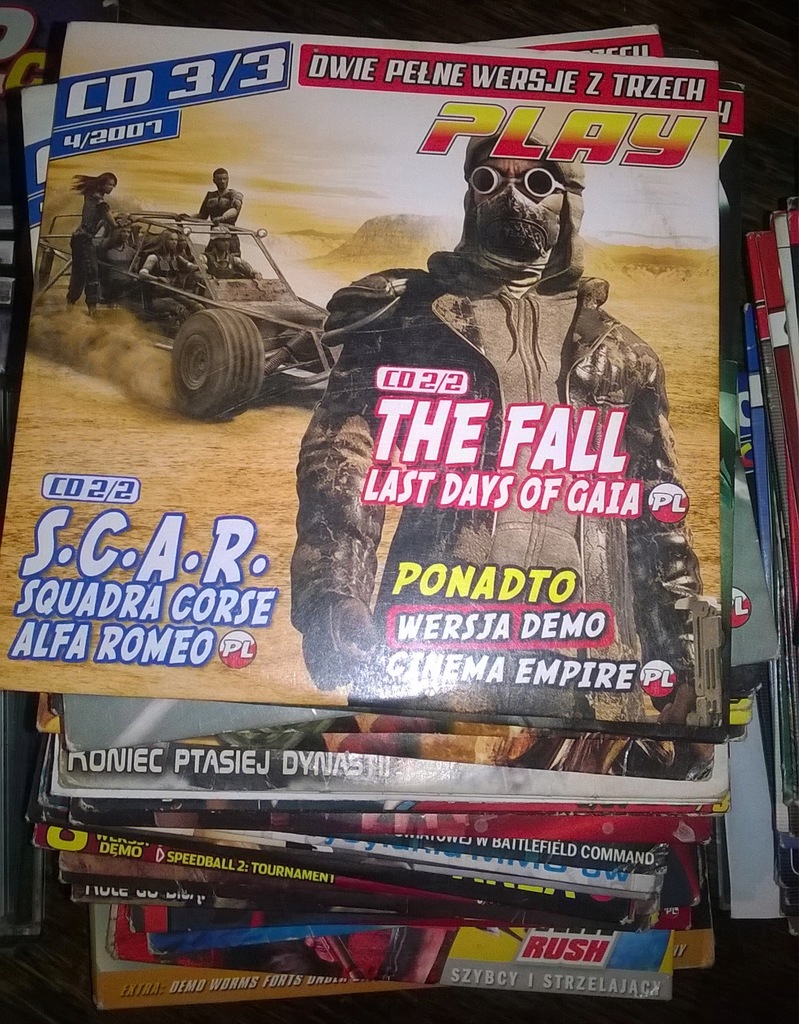 CD 3/3
4/2007
DWIE PEŁNE WERSJE Z TRZECH
PLAY
CD 2/2
THE FALL
LAST DAYS OF GAIA PL
CD 2/2
S.C.A.R.
SQUADRA CORSE
ALFA ROMEO PL
PONADTO
WERSJA DEMO
CINEMA EMPIRE PL
KONIEC PTASIEJ
DEMO
W BATTLEFIELD COMMAND
SPEEDBALL 2: TOURNAMENT
RUSH
EXTRA: DEMO WORMS FORTS
SZYBCY I STRZELAJĄCY